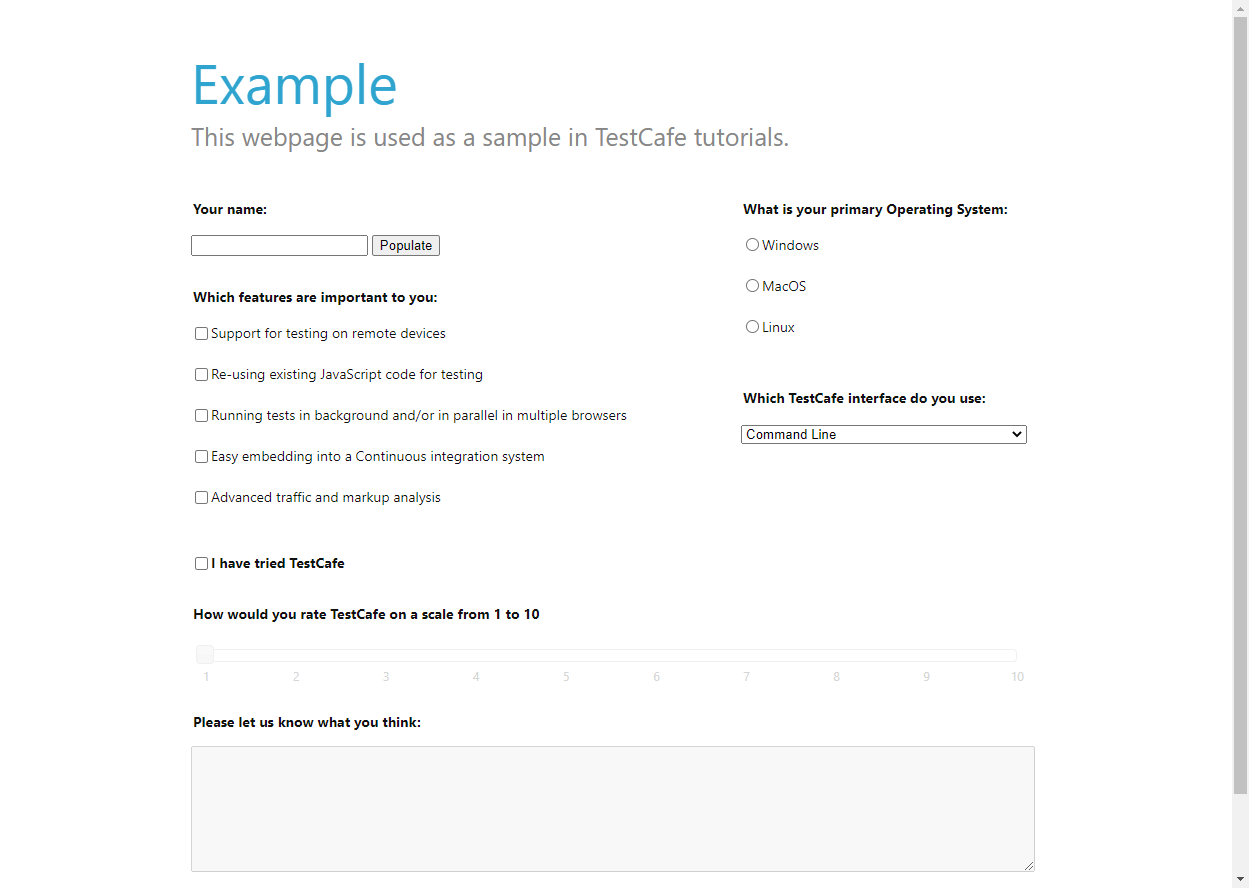 Example
This webpage is used as a sample in TestCafe tutorials.
Your name:
Populate
Which features are important to you:
Support for testing on remote devices
Re-using existing JavaScript code for testing
Running tests in background and/or in parallel in multiple browsers
Easy embedding into a Continuous integration system
Advanced traffic and markup analysis
What is your primary Operating System:
Windows
MacOS
Linux
Which TestCafe interface do you use:
Command Line
I have tried TestCafe
How would you rate TestCafe on a scale from 1 to 10
1 2 3 4 5 6 7 8 9 10
Please let us know what you think: